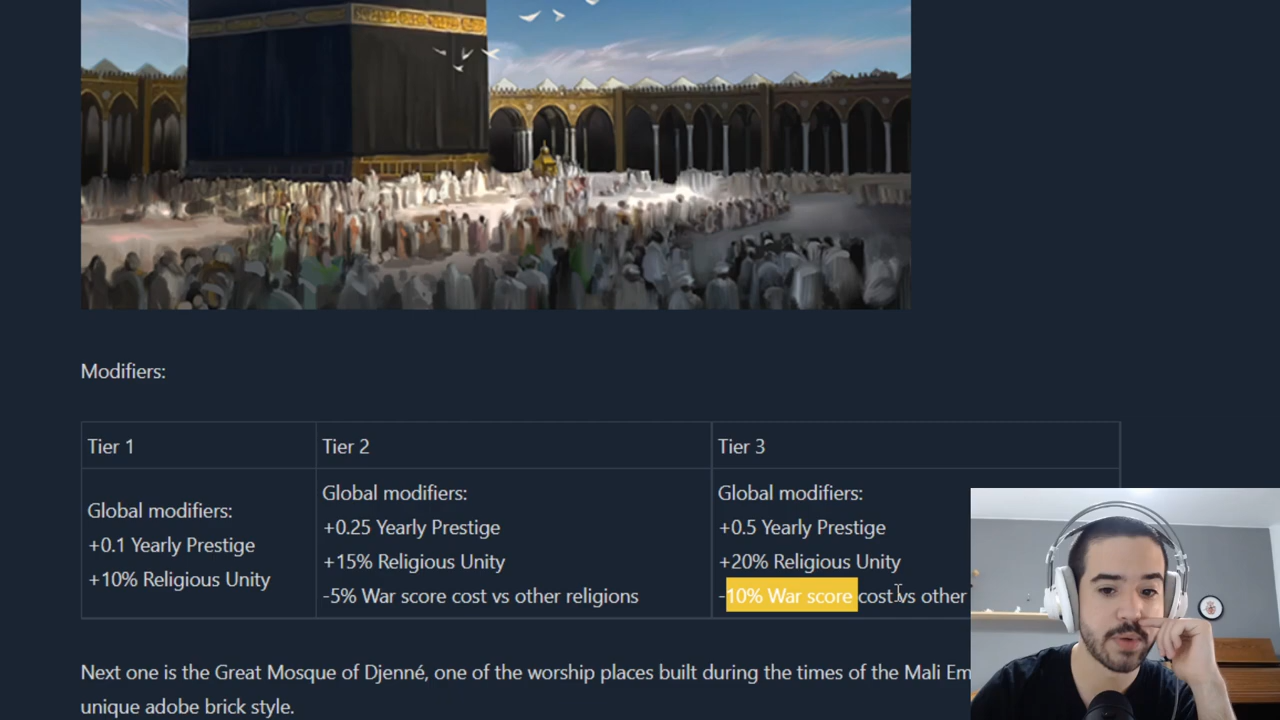 Modifiers:
Tier 1
Tier 2
Tier 3
Global modifiers:
+0.1 Yearly Prestige
+10% Religious Unity
Global modifiers:
+0.25 Yearly Prestige
+15% Religious Unity
-5% War score cost vs other religions
Global modifiers:
+0.5 Yearly Prestige
+20% Religious Unity
-10% War score cost vs other
Next one is the Great Mosque of Djenné, one of the worship places built during the times of the Mali Em
unique adobe brick style.